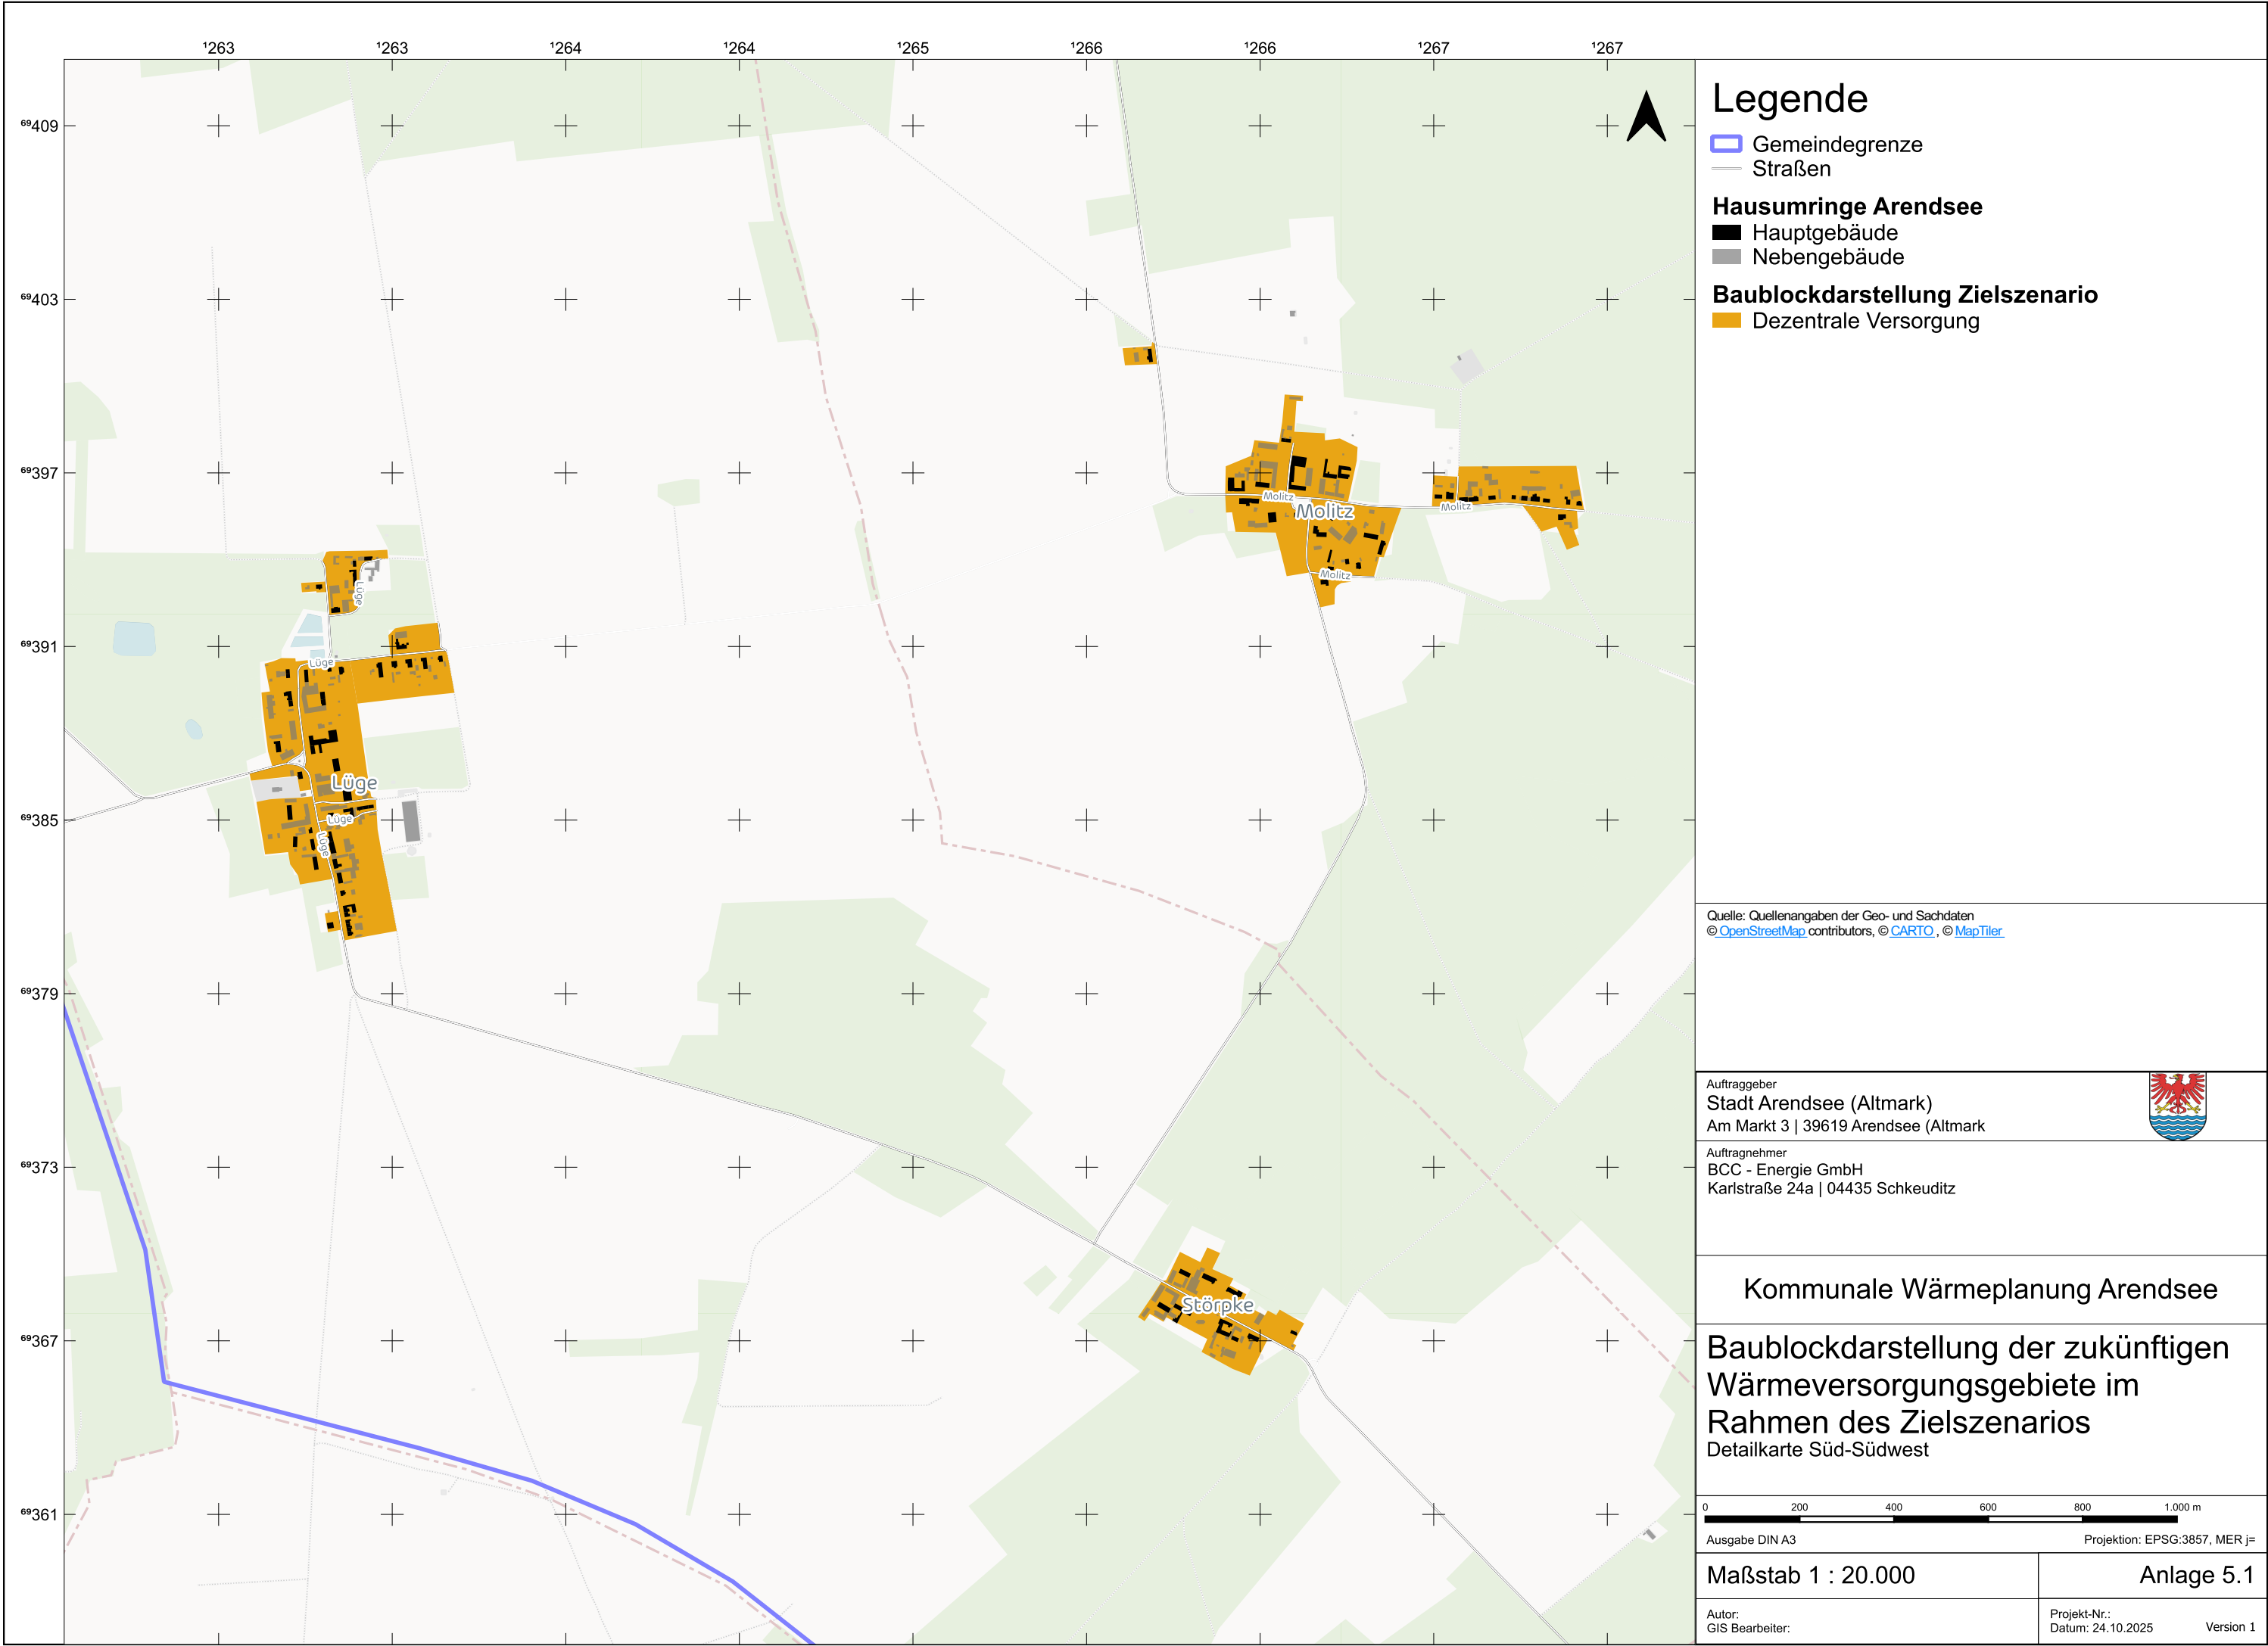 ¹263 ¹263 ¹264 ¹264 ¹265 ¹266 ¹266 ¹267 ¹267
⁶⁹409
⁶⁹403
⁶⁹397
⁶⁹391
⁶⁹385
⁶⁹379
⁶⁹373
⁶⁹367
⁶⁹361
Molitz
Molitz
Molitz
Molitz
Lüge
Lüge
Lüge
Lüge
Lüge
Störpke
Legende
Gemeindegrenze
Straßen
Hausumringe Arendsee
Hauptgebäude
Nebengebäude
Baublockdarstellung Zielszenario
Dezentrale Versorgung
Quelle: Quellenangaben der Geo- und Sachdaten
© OpenStreetMap contributors, © CARTO , © MapTiler
Auftraggeber
Stadt Arendsee (Altmark)
Am Markt 3 | 39619 Arendsee (Altmark
Auftragnehmer
BCC - Energie GmbH
Karlstraße 24a | 04435 Schkeuditz
Kommunale Wärmeplanung Arendsee
Baublockdarstellung der zukünftigen
Wärmeversorgungsgebiete im
Rahmen des Zielszenarios
Detailkarte Süd-Südwest
0 200 400 600 800 1.000 m
Ausgabe DIN A3 Projektion: EPSG:3857, MER j=
Maßstab 1 : 20.000 Anlage 5.1
Autor: Projekt-Nr.:
GIS Bearbeiter: Datum: 24.10.2025 Version 1